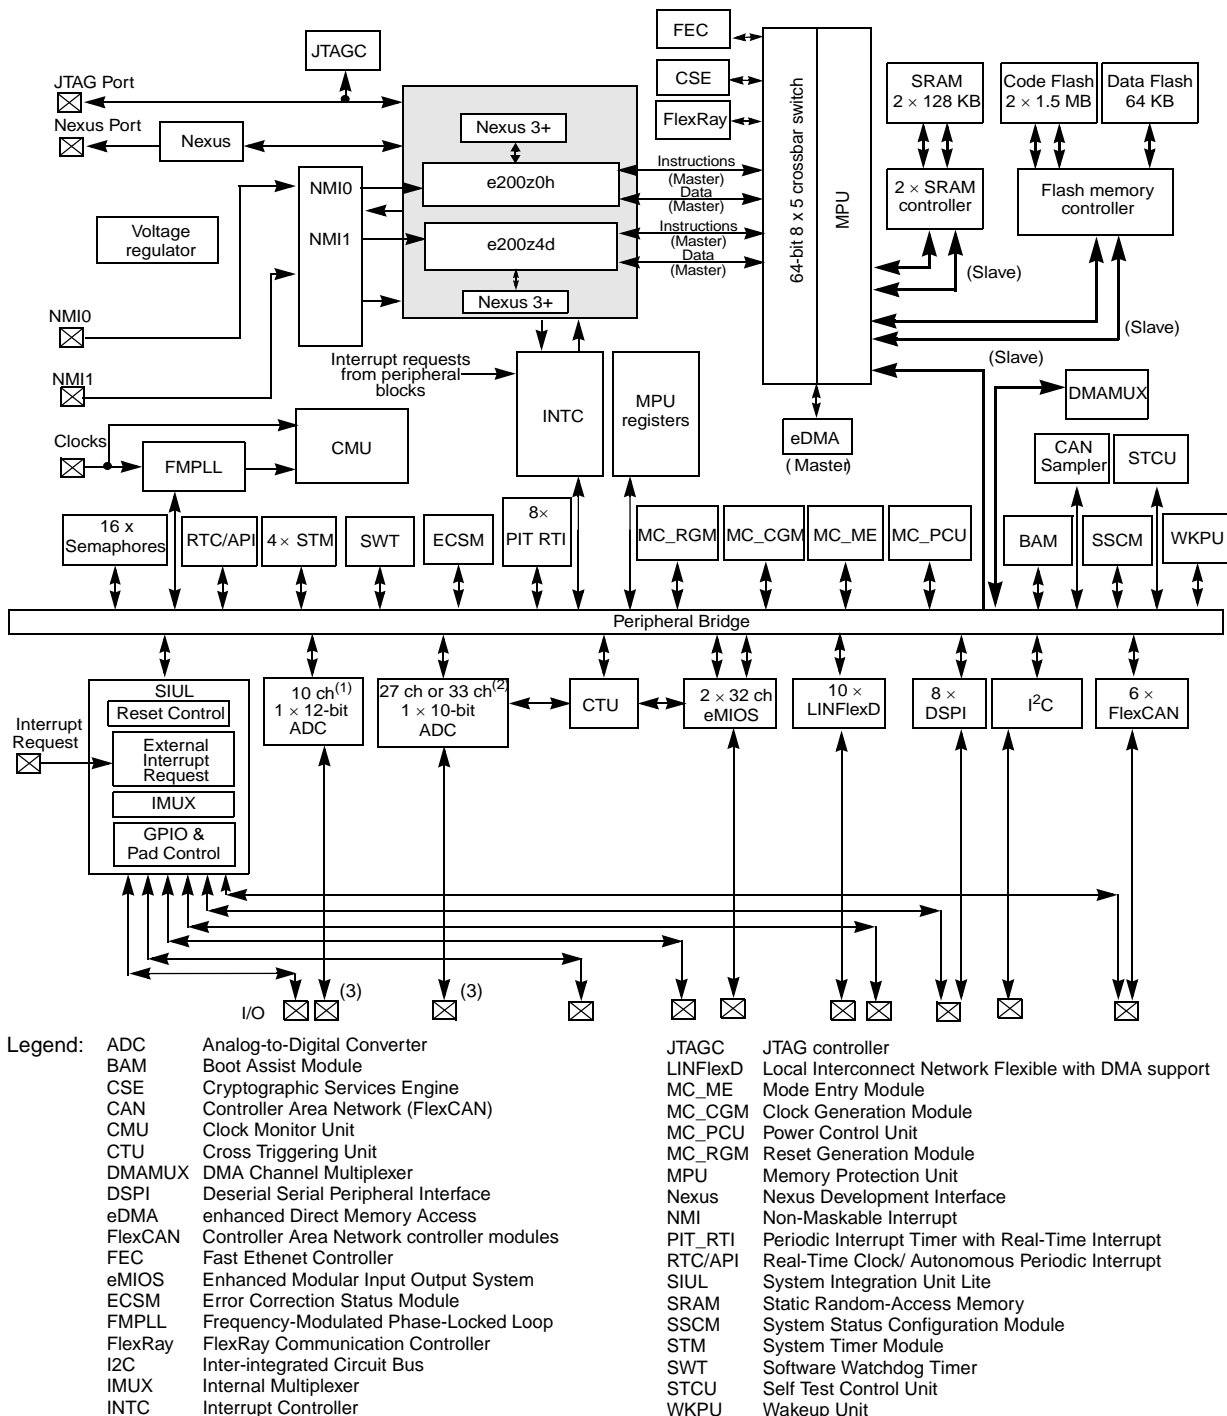 JTAGC
JTAG Port
Nexus Port
Nexus
Nexus 3+
e200z0h
e200z4d
Nexus 3+
NMI0
NMI1
Voltage
regulator
NMI0
NMI1
Clocks
FMPLL
CMU
Interrupt requests
from peripheral
blocks
INTC
MPU
registers
FEC
CSE
FlexRay
Instructions
(Master)
Data
(Master)
Instructions
(Master)
Data
(Master)
64-bit 8 x 5 crossbar switch
MPU
eDMA
(Master)
SRAM
2 × 128 KB
Code Flash
2 × 1.5 MB
Data Flash
64 KB
2 × SRAM
controller
Flash memory
controller
(Slave)
(Slave)
(Slave)
DMAMUX
CAN
Sampler
STCU
16 x
Semaphores
RTC/API
4 × STM
SWT
ECSM
8×
PIT RTI
MC_RGM
MC_CGM
MC_ME
MC_PCU
BAM
SSCM
WKPU
Peripheral Bridge
SIUL
Reset Control
External
Interrupt
Request
IMUX
GPIO &
Pad Control
Interrupt
Request
10 ch(1)
1 × 12-bit
ADC
27 ch or 33 ch(2)
1 × 10-bit
ADC
CTU
2 × 32 ch
eMIOS
10 ×
LINFlexD
8 ×
DSPI
I2C
6 ×
FlexCAN
I/O
(3)
(3)
Legend:
ADC Analog-to-Digital Converter
BAM Boot Assist Module
CSE Cryptographic Services Engine
CAN Controller Area Network (FlexCAN)
CMU Clock Monitor Unit
CTU Cross Triggering Unit
DMAMUX DMA Channel Multiplexer
DSPI Deserial Serial Peripheral Interface
eDMA enhanced Direct Memory Access
FlexCAN Controller Area Network controller modules
FEC Fast Ethenet Controller
eMIOS Enhanced Modular Input Output System
ECSM Error Correction Status Module
FMPLL Frequency-Modulated Phase-Locked Loop
FlexRay FlexRay Communication Controller
I2C Inter-integrated Circuit Bus
IMUX Internal Multiplexer
INTC Interrupt Controller
JTAGC JTAG controller
LINFlexD Local Interconnect Network Flexible with DMA support
MC_ME Mode Entry Module
MC_CGM Clock Generation Module
MC_PCU Power Control Unit
MC_RGM Reset Generation Module
MPU Memory Protection Unit
Nexus Nexus Development Interface
NMI Non-Maskable Interrupt
PIT_RTI Periodic Interrupt Timer with Real-Time Interrupt
RTC/API Real-Time Clock/ Autonomous Periodic Interrupt
SIUL System Integration Unit Lite
SRAM Static Random-Access Memory
SSCM System Status Configuration Module
STM System Timer Module
SWT Software Watchdog Timer
STCU Self Test Control Unit
WKPU Wakeup Unit